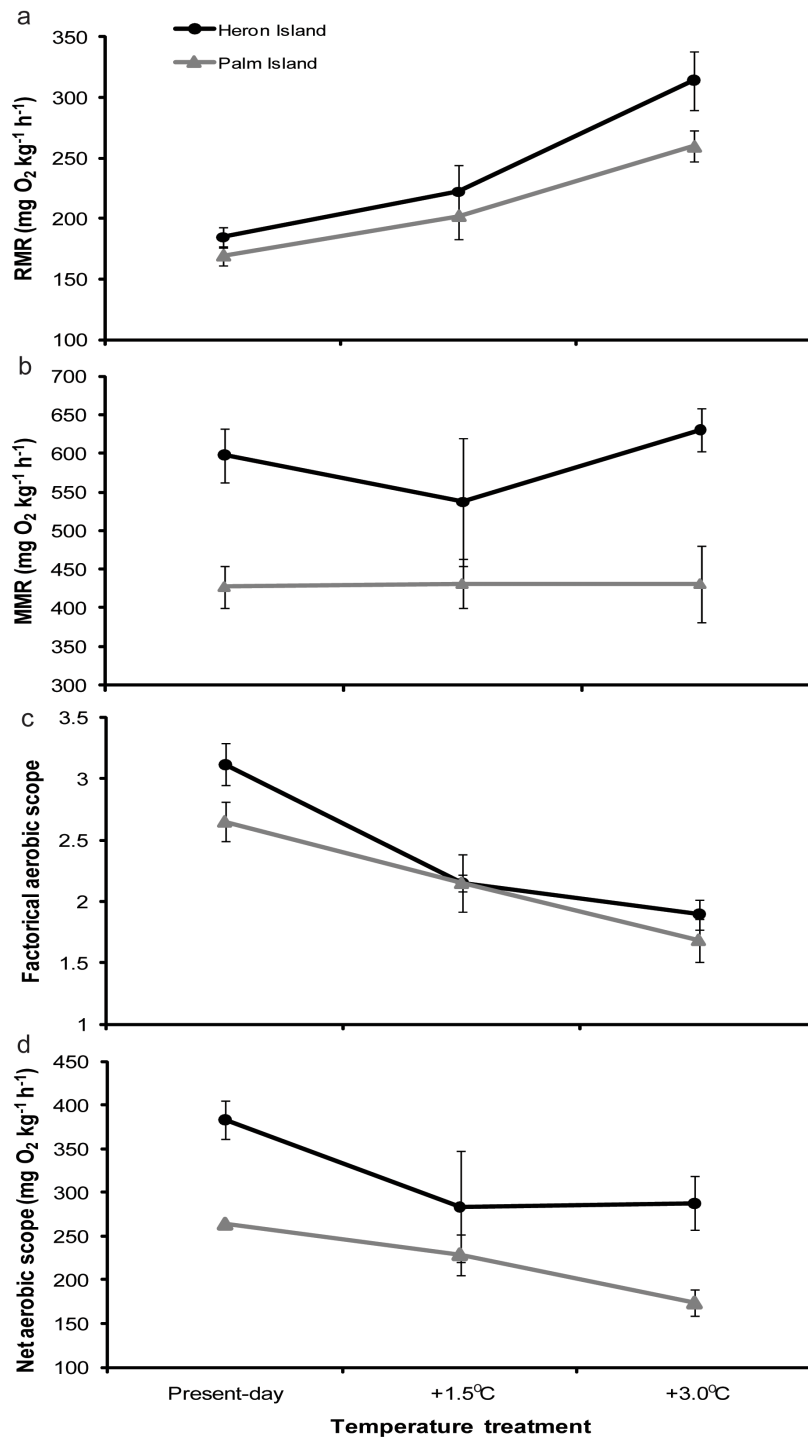 a
Heron Island
Palm Island
RMR (mg O₂ kg⁻¹ h⁻¹)
350
300
250
200
150
100
b
MMR (mg O₂ kg⁻¹ h⁻¹)
700
650
600
550
500
450
400
350
300
c
Factorical aerobic scope
3.5
3
2.5
2
1.5
1
d
Net aerobic scope (mg O₂ kg⁻¹ h⁻¹)
450
400
350
300
250
200
150
100
Present-day +1.5⁰C +3.0⁰C
Temperature treatment